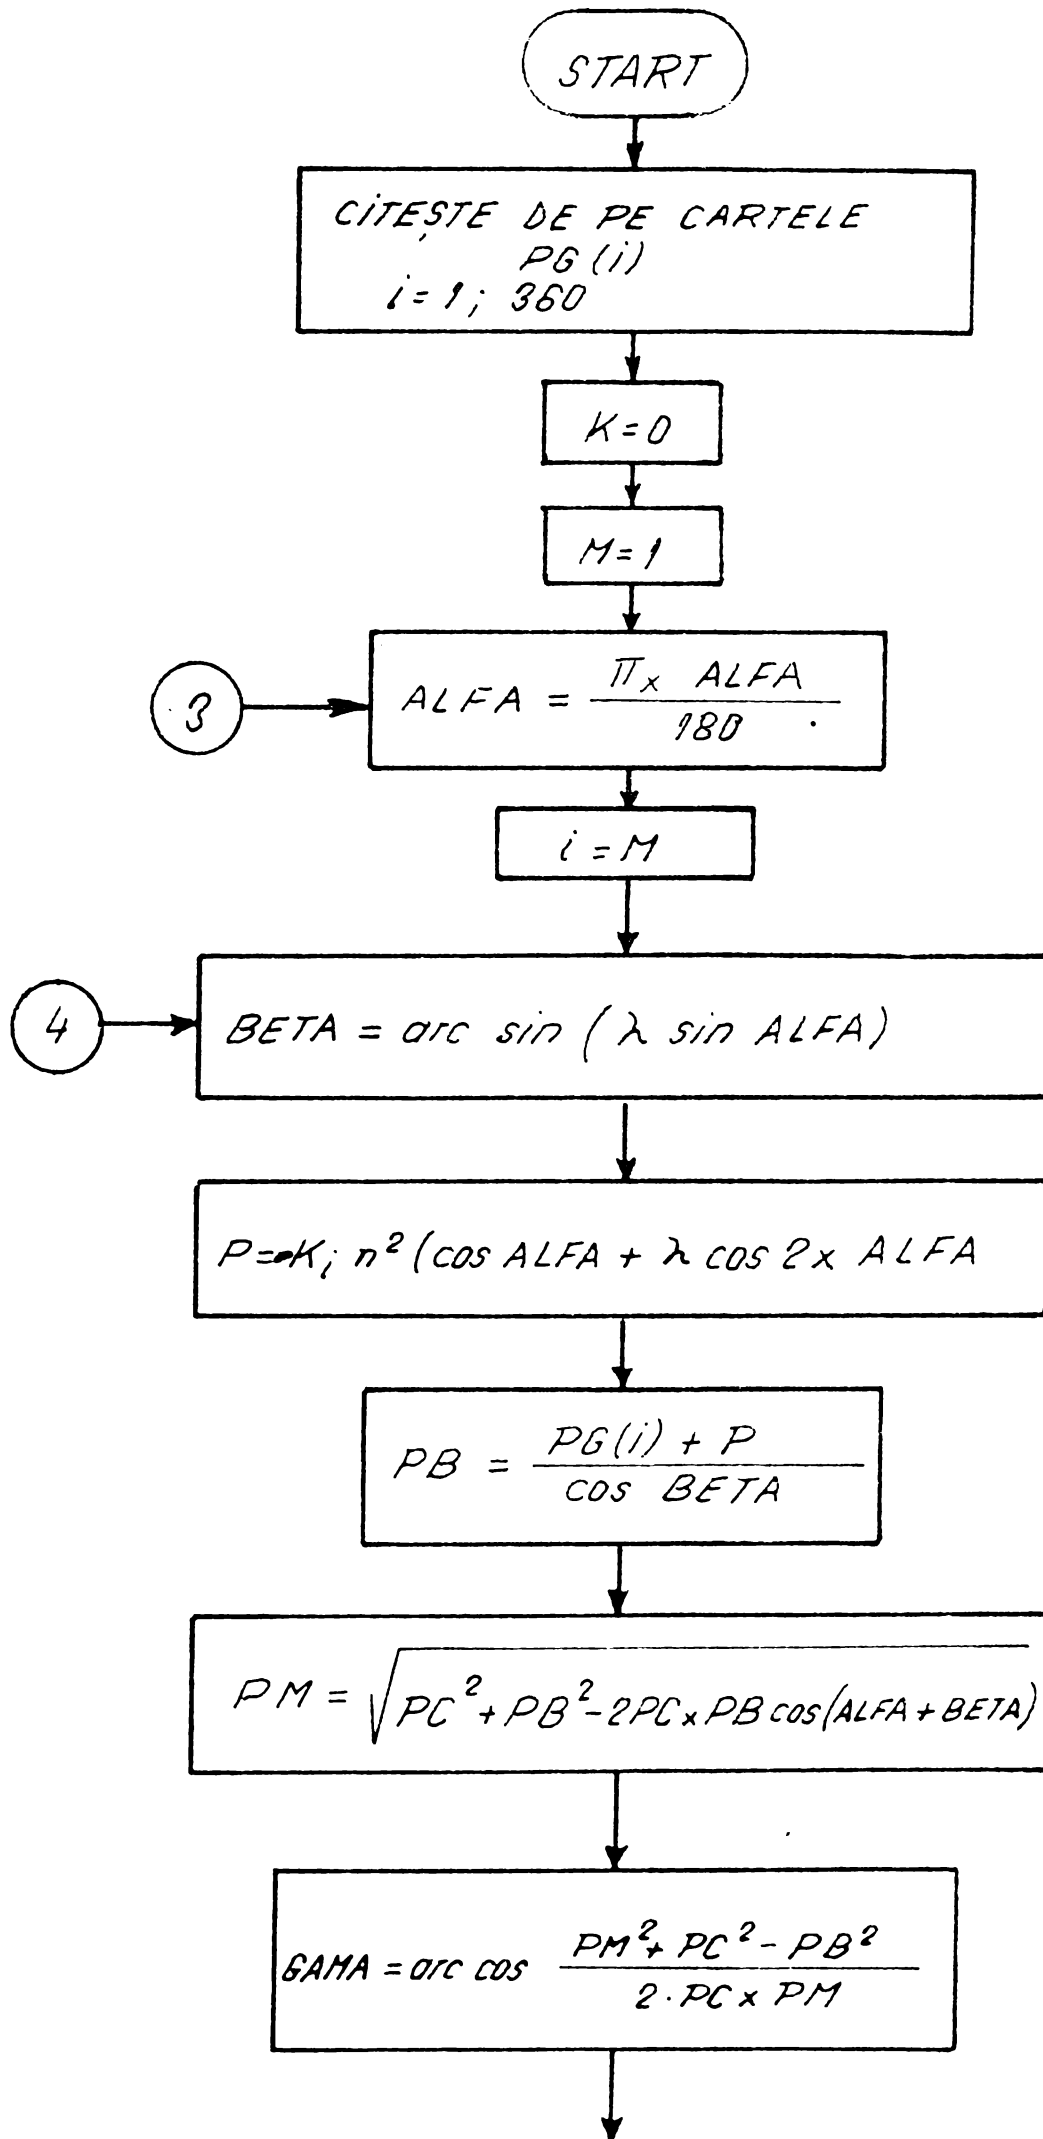 START
CITEȘTE DE PE CARTELE
PG (i)
i = 1 ; 360
K = 0
M = 1
3
ALFA = π x ALFA / 180
i = M
4
BETA = arc sin ( λ sin ALFA )
P = K i n² (cos ALFA + λ cos 2 x ALFA
PB = PG(i) + P / cos BETA
PM = √ PC² + PB² - 2PC x PB cos(ALFA + BETA)
GAMA = arc cos PM² + PC² - PB² / 2 · PC x PM